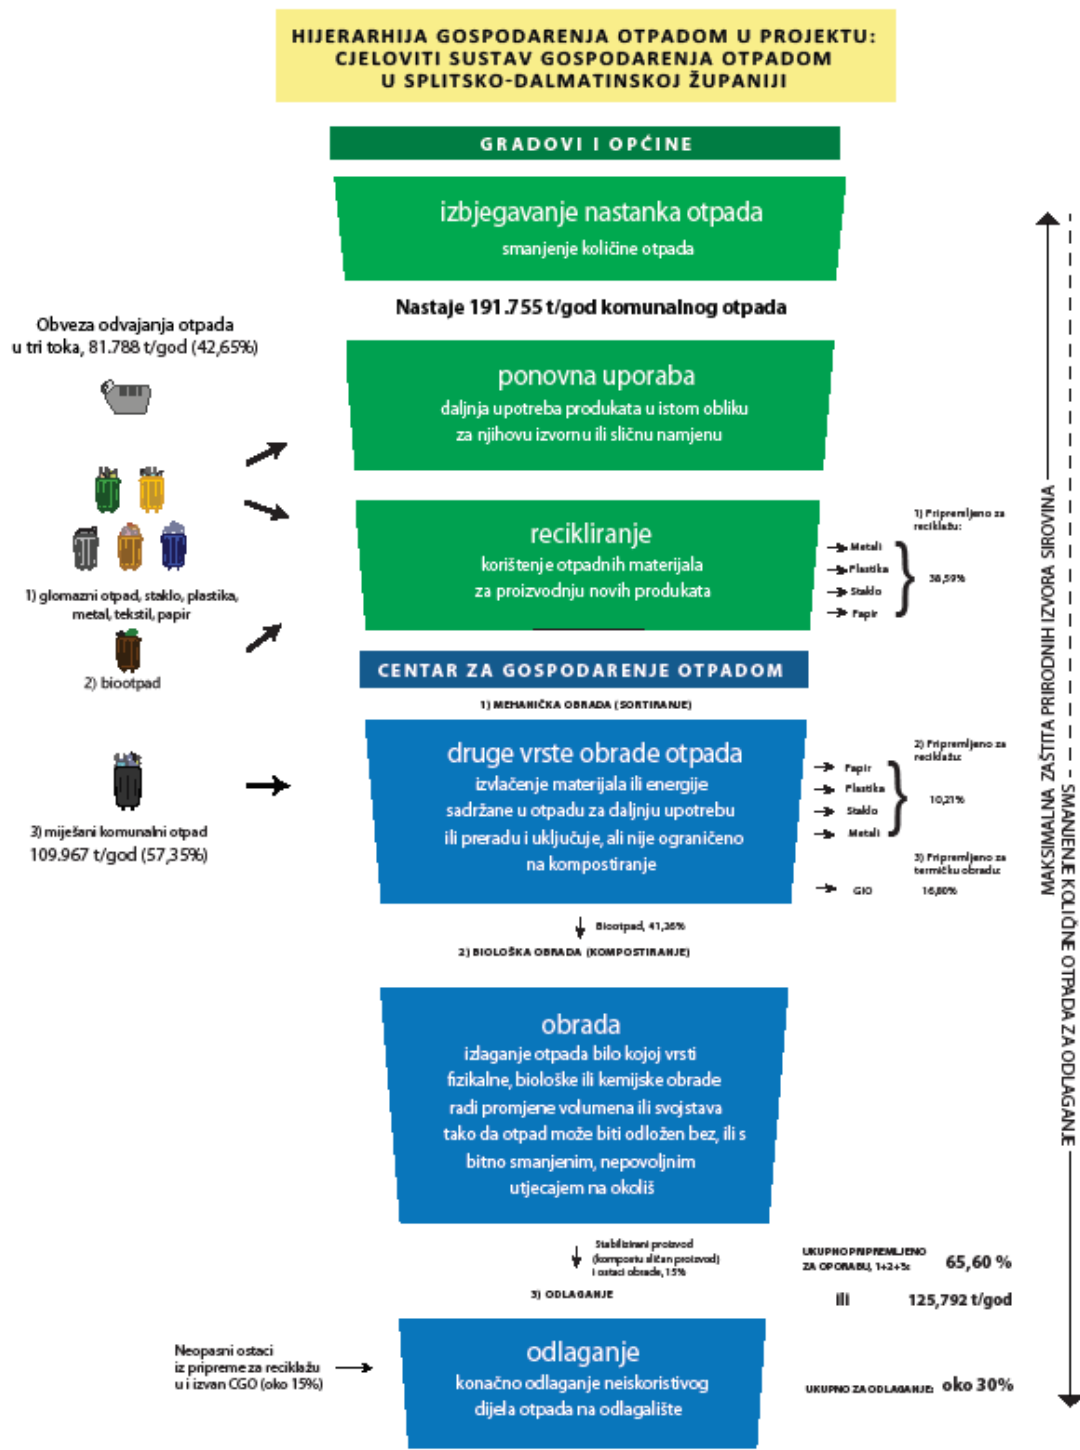 HIJERARHIJA GOSPODARENJA OTPADOM U PROJEKTU:
CJELOVITI SUSTAV GOSPODARENJA OTPADOM
U SPLITSKO-DALMATINSKOJ ŽUPANIJI
GRADOVI I OPĆINE
izbjegavanje nastanka otpada
smanjenje količine otpada
Nastaje 191.755 t/god komunalnog otpada
Obveza odvajanja otpada
u tri toka, 81.788 t/god (42,65%)
ponovna uporaba
daljnja upotreba produkata u istom obliku
za njihovu izvornu ili sličnu namjenu
1) glomazni otpad, staklo, plastika,
metal, tekstil, papir
2) biootpad
recikliranje
korištenje otpadnih materijala
za proizvodnju novih produkata
1) Pripremljeno za
reciklažu:
Metali
Plastika
Staklo
Papir
38,59%
CENTAR ZA GOSPODARENJE OTPADOM
1) MEHANIČKA OBRADA (SORTIRANJE)
3) miješani komunalni otpad
109.967 t/god (57,35%)
druge vrste obrade otpada
izvlačenje materijala ili energije
sadržane u otpadu za daljnju upotrebu
ili preradu i uključuje, ali nije ograničeno
na kompostiranje
2) Pripremljeno za
reciklažu:
Papir
Plastika
Staklo
Metali
10,21%
3) Pripremljeno za
termičku obradu:
GIO
16,80%
Biootpad, 41,26%
2) BIOLOŠKA OBRADA (KOMPOSTIRANJE)
obrada
izlaganje otpada bilo kojoj vrsti
fizikalne, biološke ili kemijske obrade
radi promjene volumena ili svojstava
tako da otpad može biti odložen bez, ili s
bitno smanjenim, nepovoljnim
utjecajem na okoliš
Stabilizirani proizvod
(kompostu sličan proizvod)
i ostaci obrade, 15%
3) ODLAGANJE
UKUPNO PRIPREMLJENO
ZA OPORABU, 1+2+3: 65,60 %
ili 125,792 t/god
Neopasni ostaci
iz pripreme za reciklažu
u i izvan CGO (oko 15%)
odlaganje
konačno odlaganje neiskoristivog
dijela otpada na odlagalište
UKUPNO ZA ODLAGANJE: oko 30%
MAKSIMALNA ZAŠTITA PRIRODNIH IZVORA SIROVINA
SMANJENJE KOLIČINE OTPADA ZA ODLAGANJE